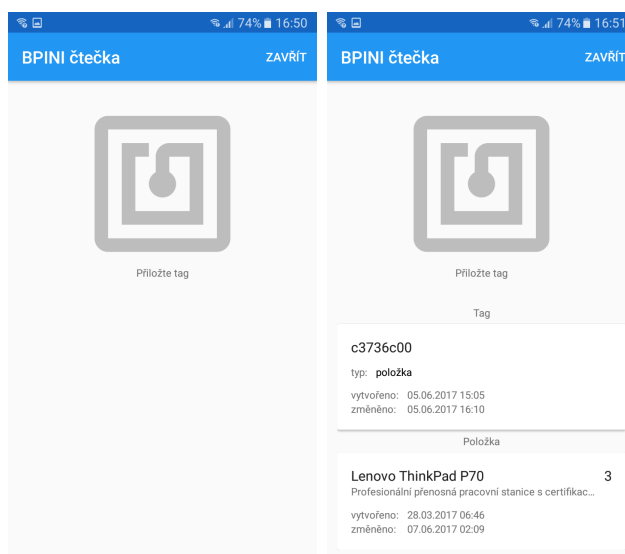 74% 16:50
BPINI čtečka ZAVŘÍT
Přiložte tag
74% 16:51
BPINI čtečka ZAVŘÍT
Přiložte tag
Tag
c3736c00
typ: položka
vytvořeno: 05.06.2017 15:05
změněno: 05.06.2017 16:10
Položka
Lenovo ThinkPad P70 3
Profesionální přenosná pracovní stanice s certifikac...
vytvořeno: 28.03.2017 06:46
změněno: 07.06.2017 02:09